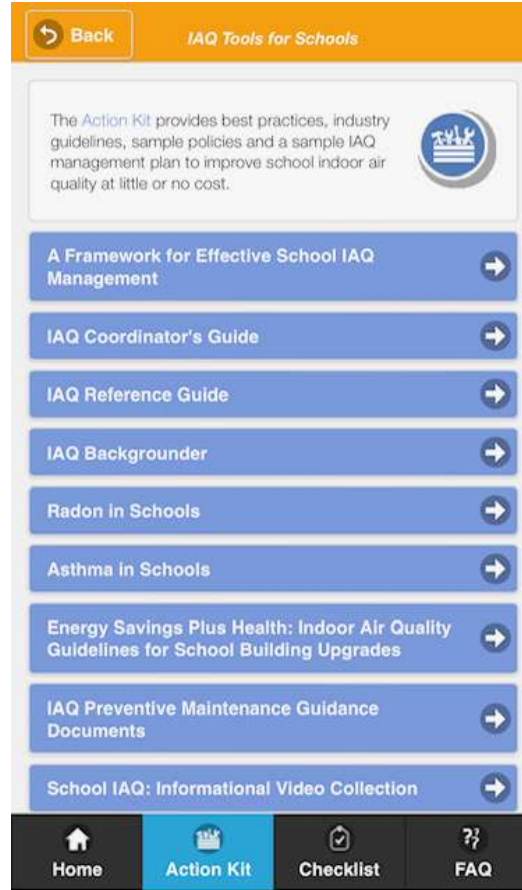 Back
IAQ Tools for Schools
The Action Kit provides best practices, industry
guidelines, sample policies and a sample IAQ
management plan to improve school indoor air
quality at little or no cost.
A Framework for Effective School IAQ
Management
IAQ Coordinator's Guide
IAQ Reference Guide
IAQ Backgrounder
Radon in Schools
Asthma in Schools
Energy Savings Plus Health: Indoor Air Quality
Guidelines for School Building Upgrades
IAQ Preventive Maintenance Guidance
Documents
School IAQ: Informational Video Collection
Home
Action Kit
Checklist
FAQ